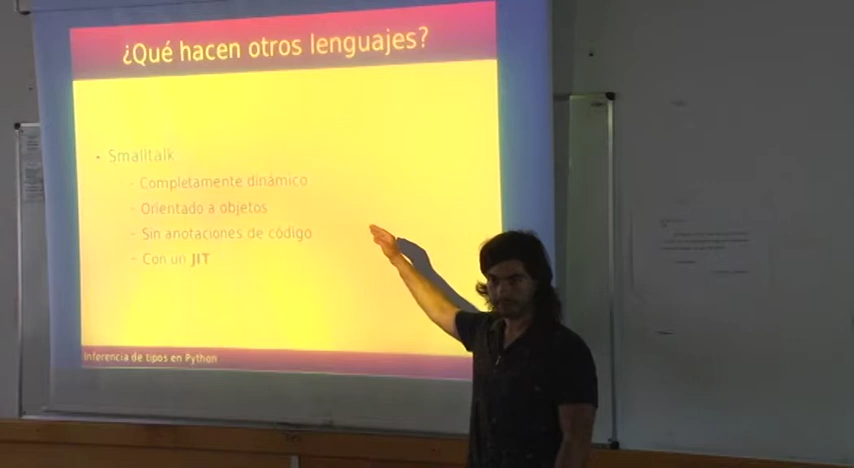 ¿Qué hacen otros lenguajes?
• Smalltalk
- Completamente dinámico
- Orientado a objetos
- Sin anotaciones de código
- Con un JIT
Inferencia de tipos en Python